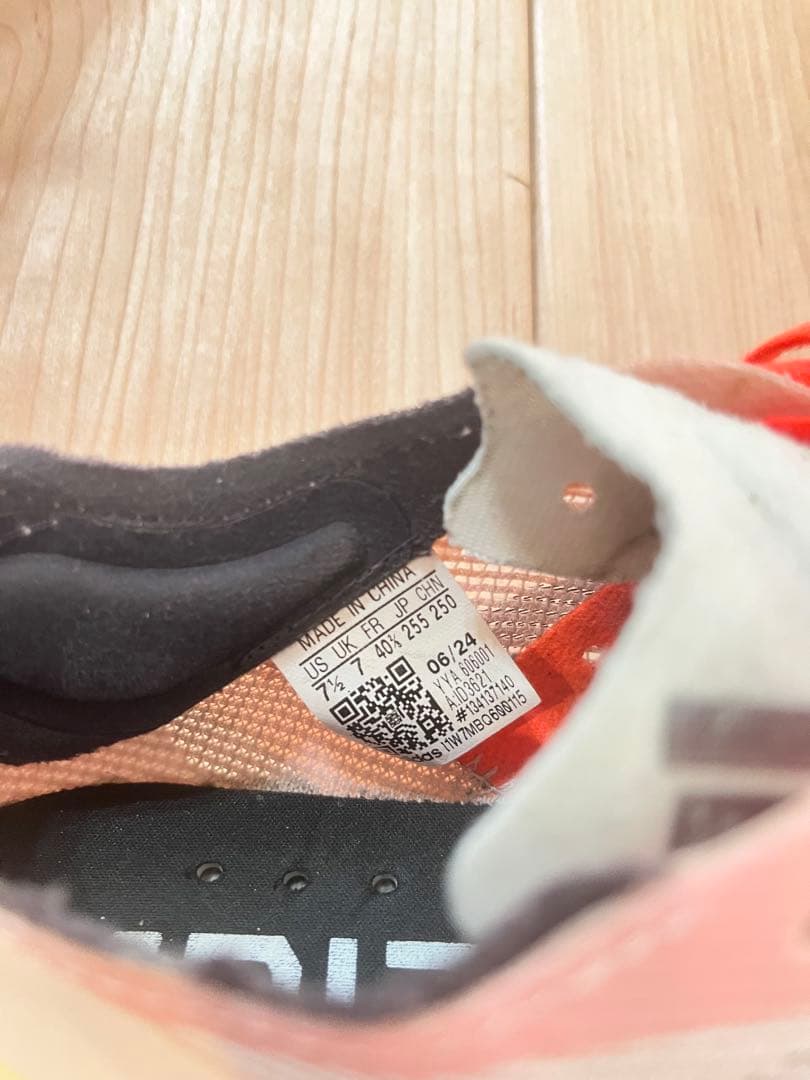 MADE IN CHINA
US UK FR JP CHN
7½ 7 40⅔ 255 250
06/24
YYA 606001
AJD3621
#134137140